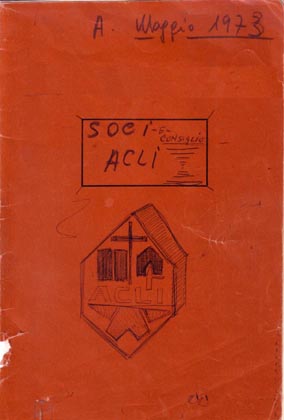 A. Maggio 1973
SOCI-E-
CONSIGLIO
ACLI
ACLI